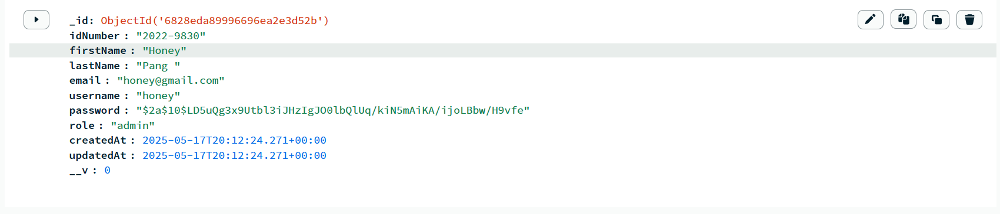 _id: ObjectId('6828eda89996696ea2e3d52b')
idNumber : "2022-9830"
firstName : "Honey"
lastName : "Pang "
email : "honey@gmail.com"
username : "honey"
password : "$2a$10$LD5uQg3x9Utbl3iJHzIgJO0lbQlUq/kiN5mAiKA/ijoLBbw/H9vfe"
role : "admin"
createdAt : 2025-05-17T20:12:24.271+00:00
updatedAt : 2025-05-17T20:12:24.271+00:00
__v : 0